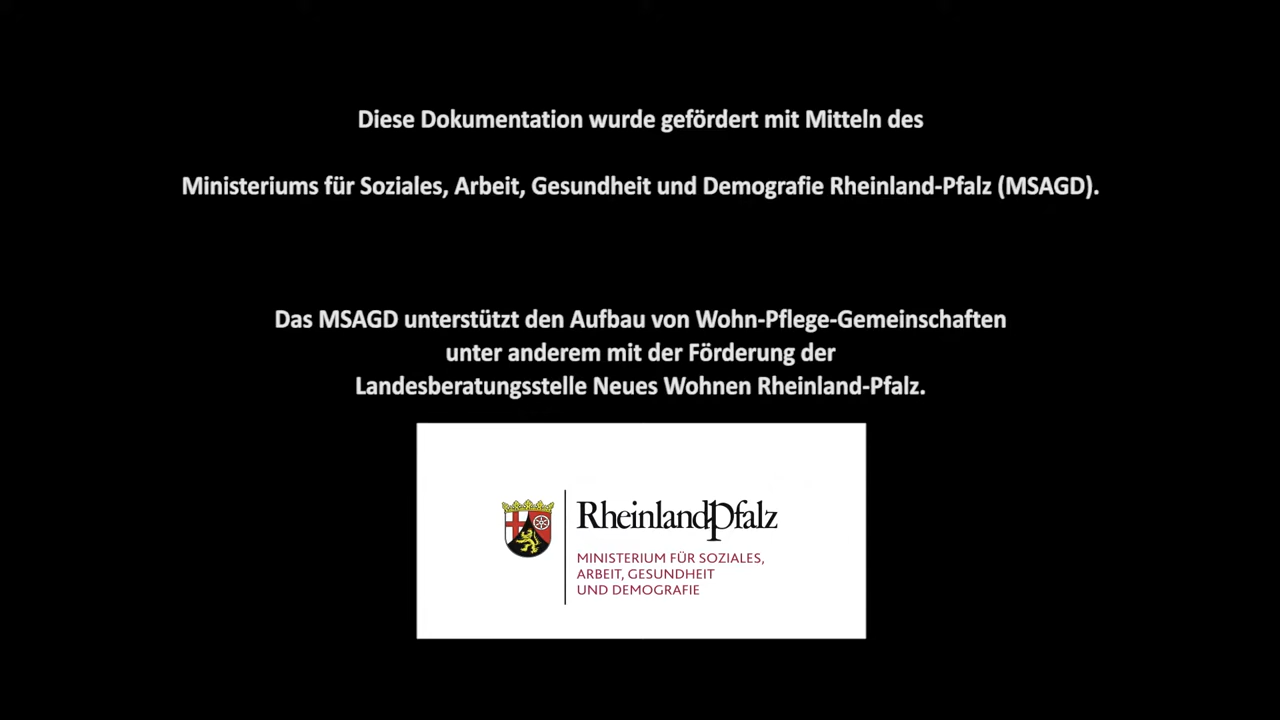 Diese Dokumentation wurde gefördert mit Mitteln des
Ministeriums für Soziales, Arbeit, Gesundheit und Demografie Rheinland-Pfalz (MSAGD).
Das MSAGD unterstützt den Aufbau von Wohn-Pflege-Gemeinschaften
unter anderem mit der Förderung der
Landesberatungsstelle Neues Wohnen Rheinland-Pfalz.
RheinlandPfalz
MINISTERIUM FÜR SOZIALES,
ARBEIT, GESUNDHEIT
UND DEMOGRAFIE